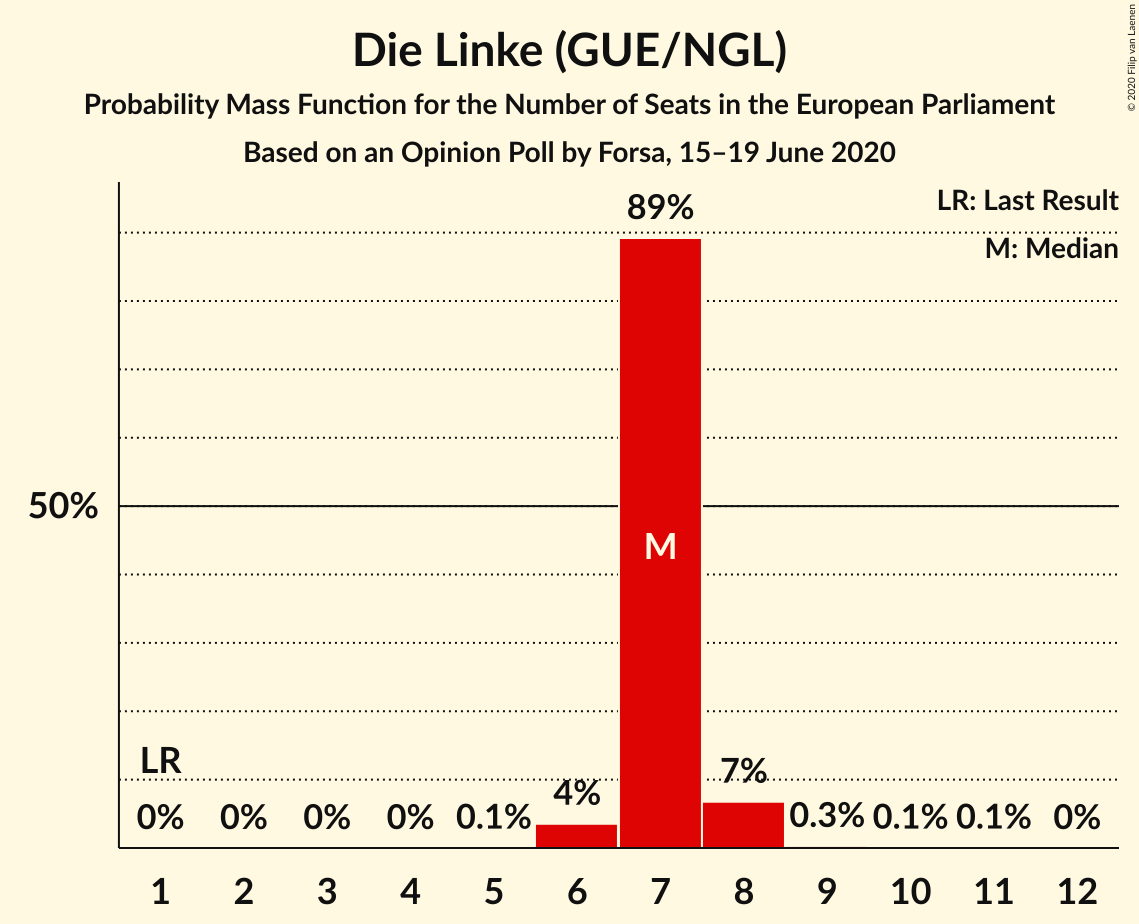 Die Linke (GUE/NGL)
Probability Mass Function for the Number of Seats in the European Parliament
Based on an Opinion Poll by Forsa, 15–19 June 2020
© 2020 Filip van Laenen
LR: Last Result
M: Median
89%
50%
M
LR
0% 0% 0% 0% 0.1% 4% 7% 0.3% 0.1% 0.1% 0%
1 2 3 4 5 6 7 8 9 10 11 12